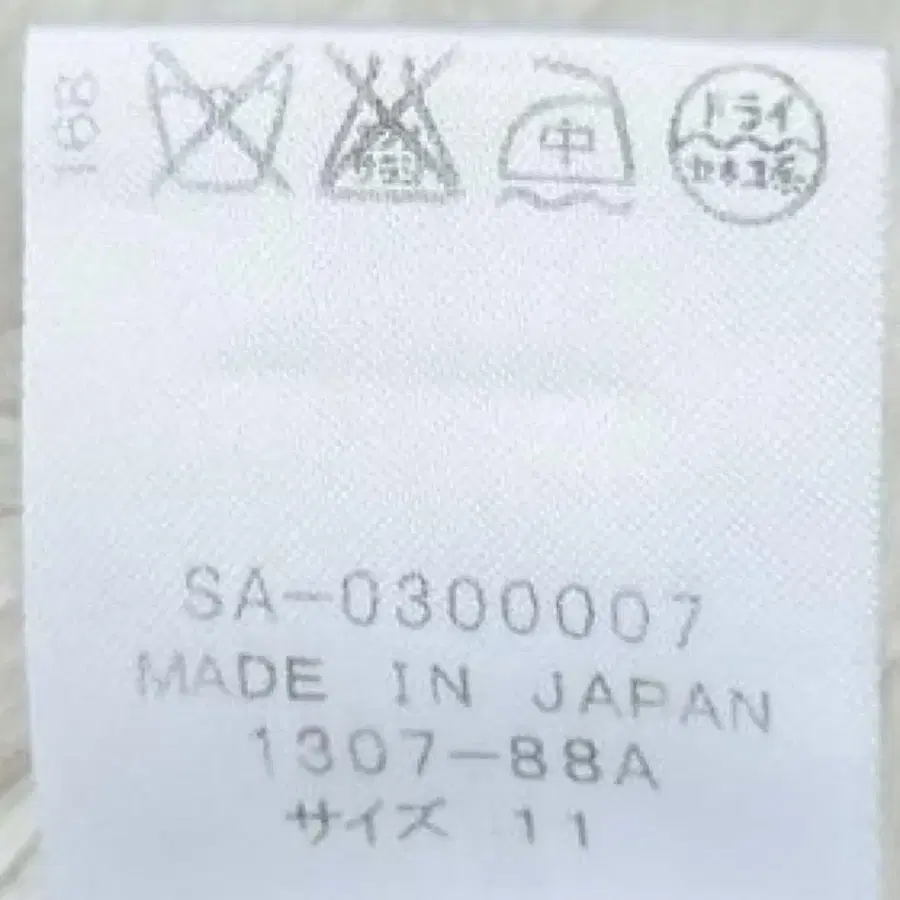 16B
中
ドライ
セキユ系
SA-0300007
MADE IN JAPAN
1307-88A
サイズ 11